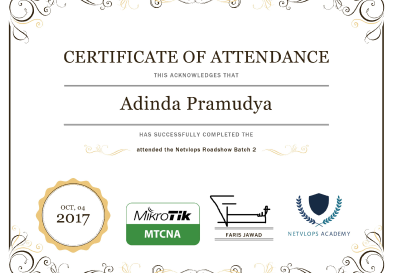 CERTIFICATE OF ATTENDANCE
THIS ACKNOWLEDGES THAT
Adinda Pramudya
HAS SUCCESSFULLY COMPLETED THE
attended the Netvlops Roadshow Batch 2
OCT, 04
2017
MikroTik
MTCNA
FARIS JAWAD
NETVLOPS ACADEMY